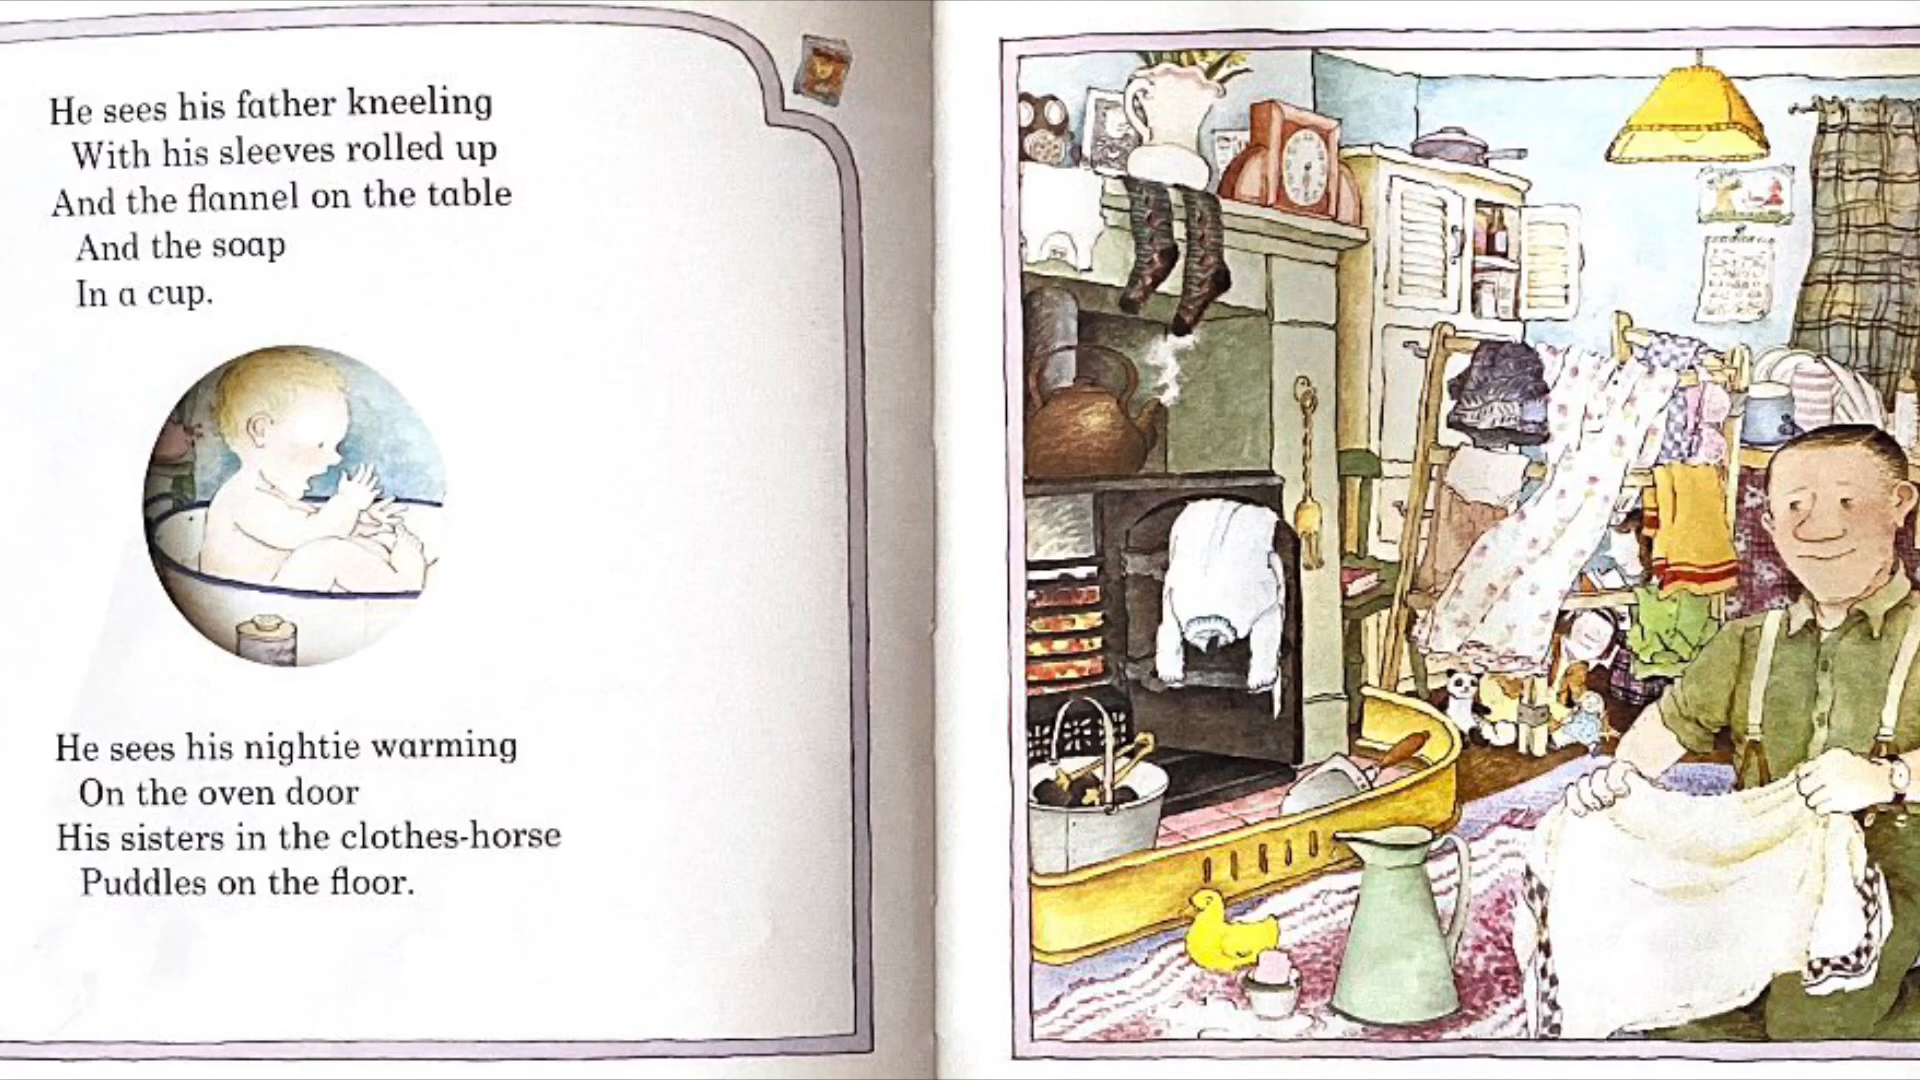 He sees his father kneeling
With his sleeves rolled up
And the flannel on the table
And the soap
In a cup.
He sees his nightie warming
On the oven door
His sisters in the clothes-horse
Puddles on the floor.